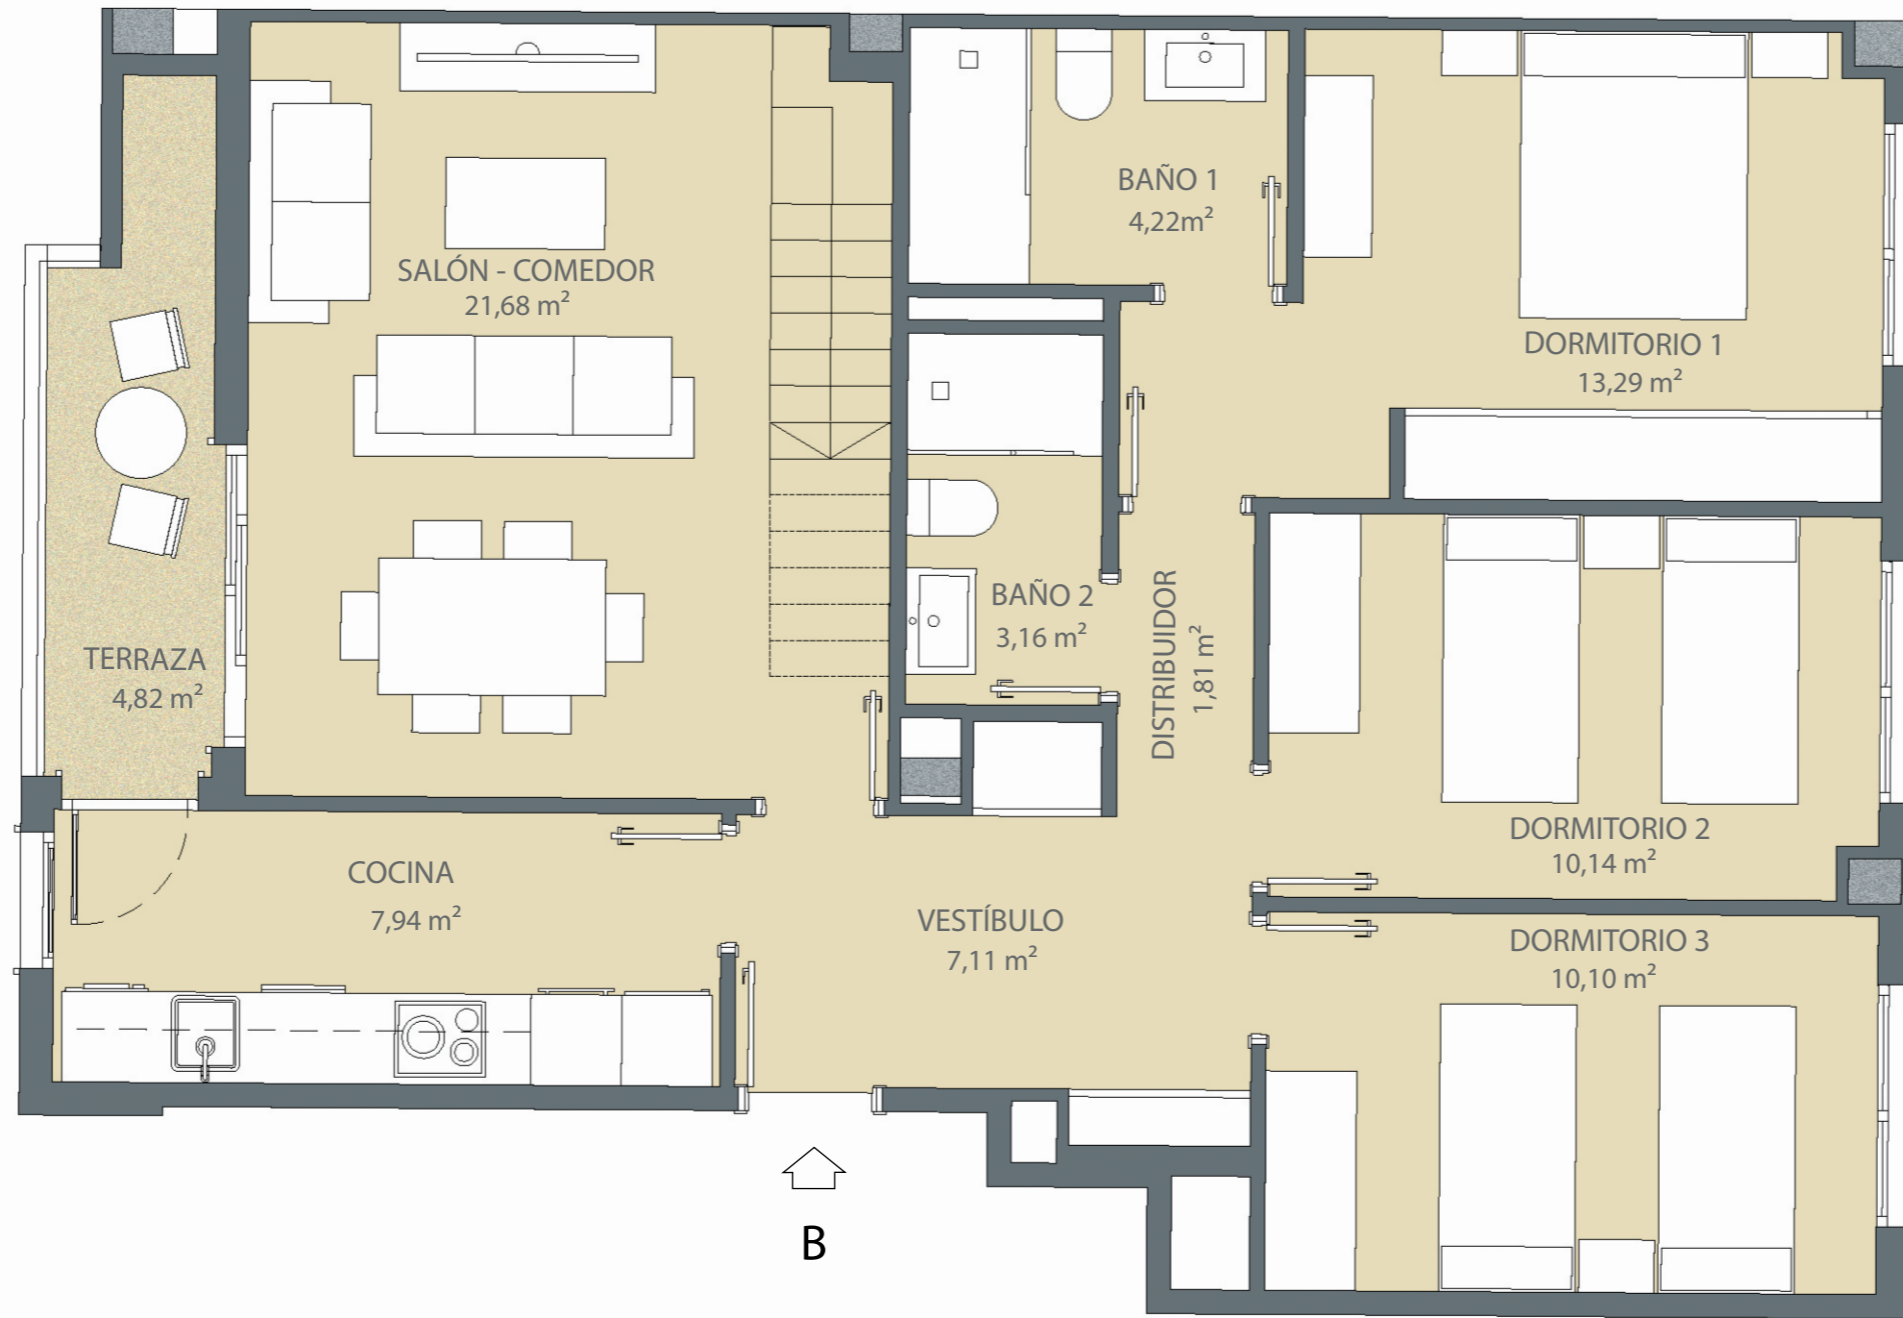 BAÑO 1
4,22m²
SALÓN - COMEDOR
21,68 m²
DORMITORIO 1
13,29 m²
BAÑO 2
3,16 m²
DISTRIBUIDOR
1,81 m²
TERRAZA
4,82 m²
DORMITORIO 2
10,14 m²
COCINA
7,94 m²
VESTÍBULO
7,11 m²
DORMITORIO 3
10,10 m²
B